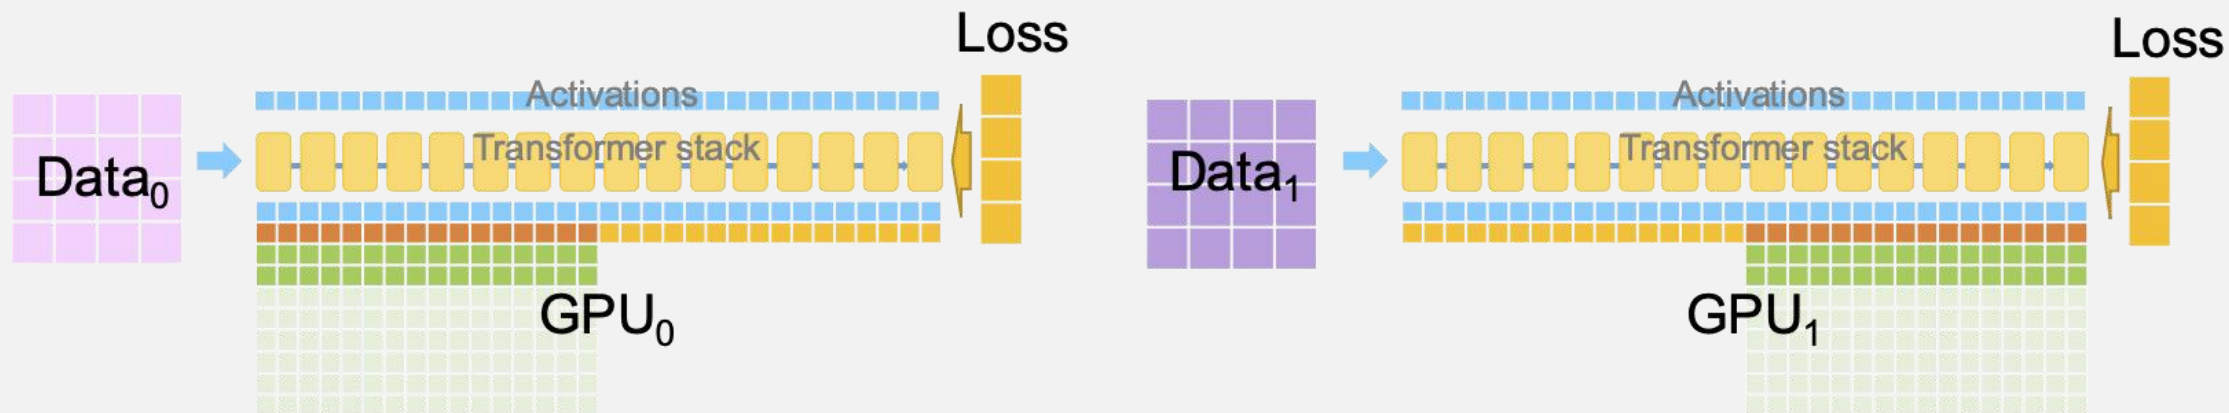 Loss
Loss
Activations
Activations
Transformer stack
Transformer stack
Data₀
Data₁
GPU₀
GPU₁